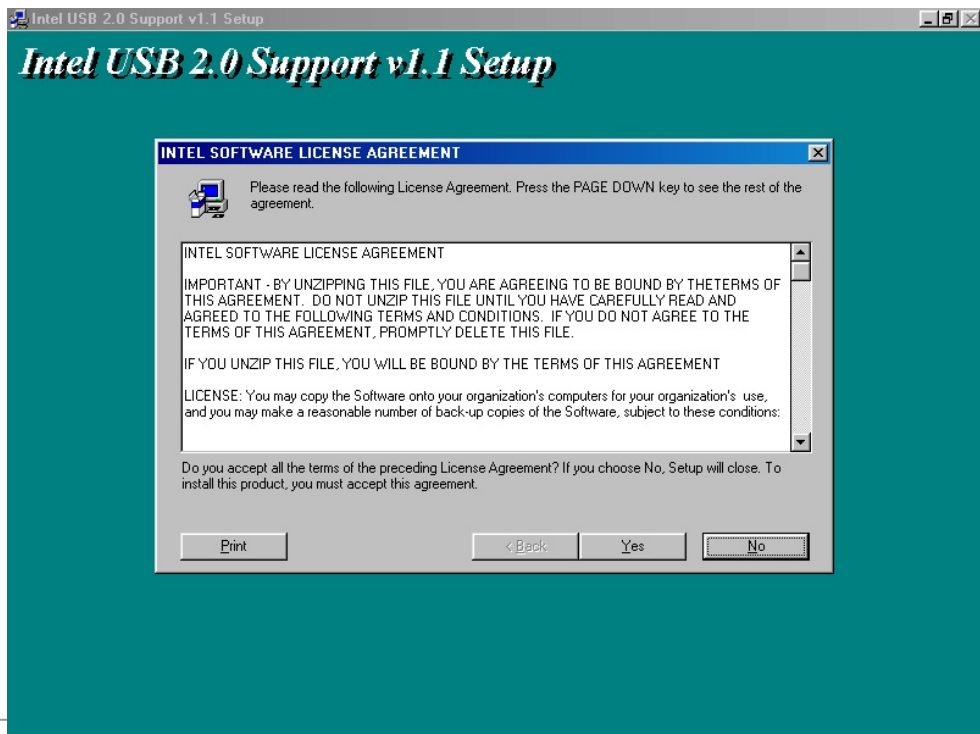 Intel USB 2.0 Support v1.1 Setup
Intel USB 2.0 Support v1.1 Setup
INTEL SOFTWARE LICENSE AGREEMENT
Please read the following License Agreement. Press the PAGE DOWN key to see the rest of the
agreement.
INTEL SOFTWARE LICENSE AGREEMENT
IMPORTANT - BY UNZIPPING THIS FILE, YOU ARE AGREEING TO BE BOUND BY THETERMS OF
THIS AGREEMENT.  DO NOT UNZIP THIS FILE UNTIL YOU HAVE CAREFULLY READ AND
AGREED TO THE FOLLOWING TERMS AND CONDITIONS.  IF YOU DO NOT AGREE TO THE
TERMS OF THIS AGREEMENT, PROMPTLY DELETE THIS FILE.
IF YOU UNZIP THIS FILE, YOU WILL BE BOUND BY THE TERMS OF THIS AGREEMENT
LICENSE: You may copy the Software onto your organization's computers for your organization's  use,
and you may make a reasonable number of back-up copies of the Software, subject to these conditions:
Do you accept all the terms of the preceding License Agreement? If you choose No, Setup will close. To
install this product, you must accept this agreement.
Print
< Back
Yes
No